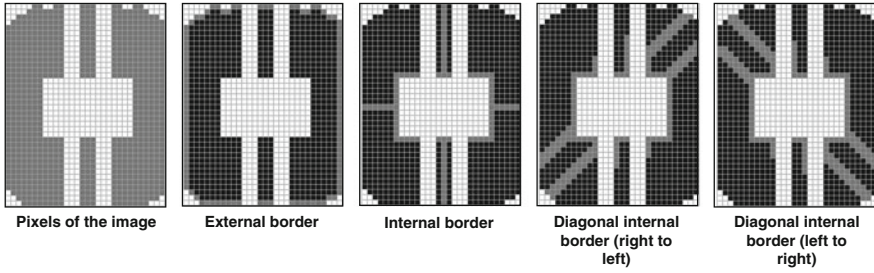 Pixels of the image
External border
Internal border
Diagonal internal
border (right to
left)
Diagonal internal
border (left to
right)